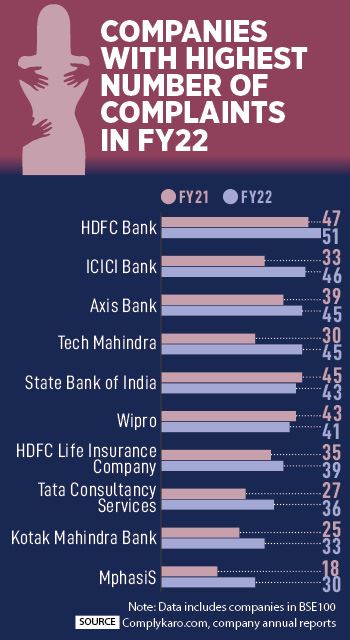 COMPANIES
WITH HIGHEST
NUMBER OF
COMPLAINTS
IN FY22
FY21 FY22
HDFC Bank 47
51
ICICI Bank 33
46
Axis Bank 39
45
Tech Mahindra 30
45
State Bank of India 45
43
Wipro 43
41
HDFC Life Insurance 35
Company 39
Tata Consultancy 27
Services 36
Kotak Mahindra Bank 25
33
MphasiS 18
30
Note: Data includes companies in BSE100
SOURCE Complykaro.com, company annual reports